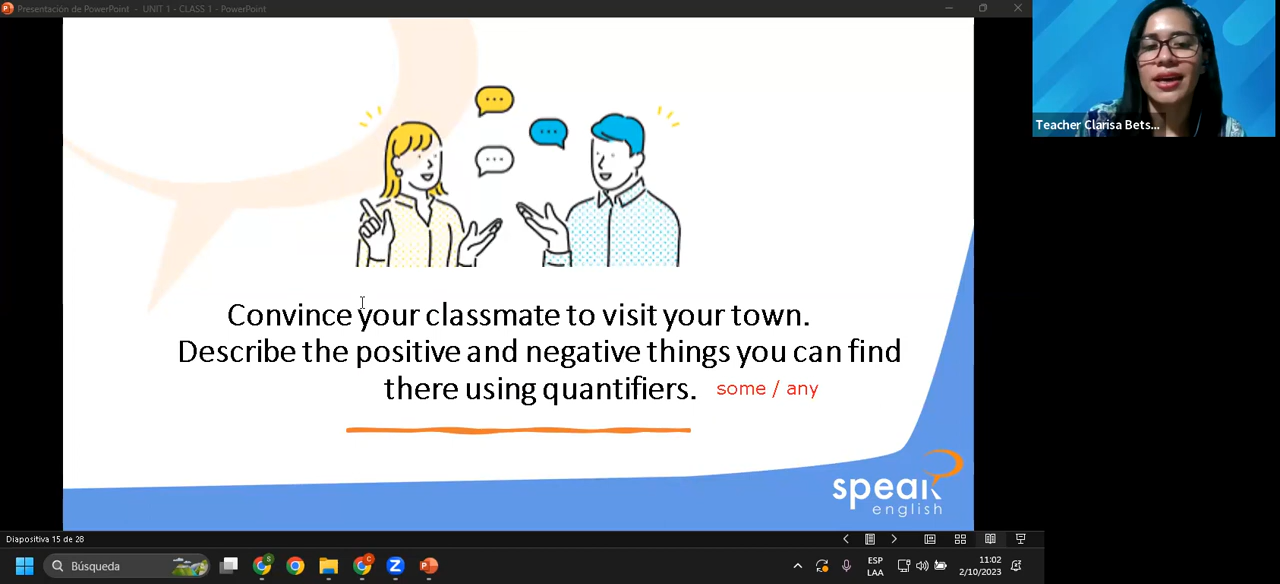 Presentación de PowerPoint - UNIT 1 - CLASS 1 - PowerPoint
Teacher Clarisa Bets...
Convince your classmate to visit your town.
Describe the positive and negative things you can find
there using quantifiers. some / any
speak
english
Diapositiva 15 de 28
Búsqueda
ESP
LAA
11:02
2/10/2023